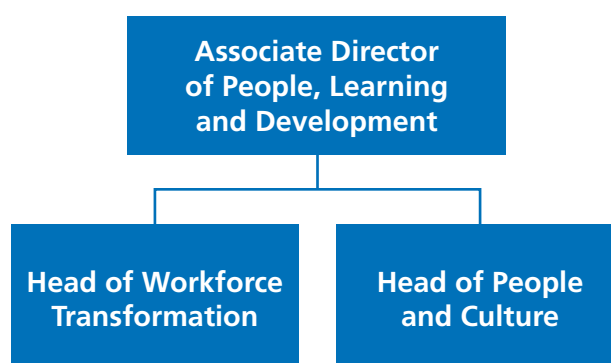 Associate Director
of People, Learning
and Development
Head of Workforce
Transformation
Head of People
and Culture